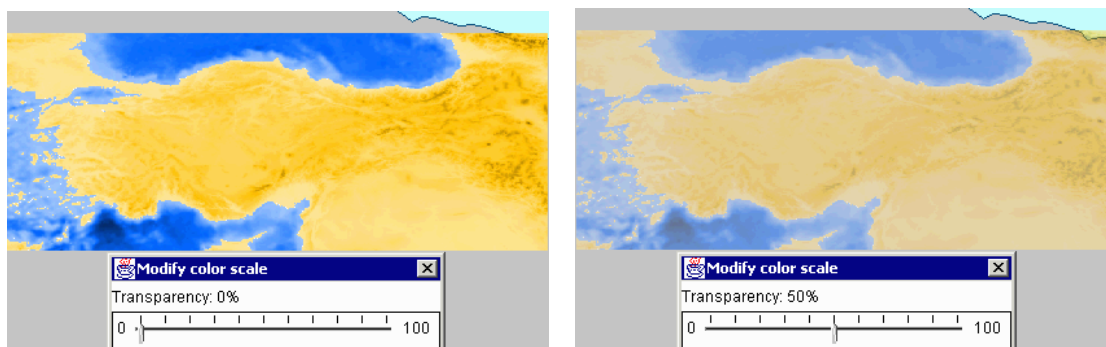 Modify color scale
Transparency: 0%
0 100
Modify color scale
Transparency: 50%
0 100